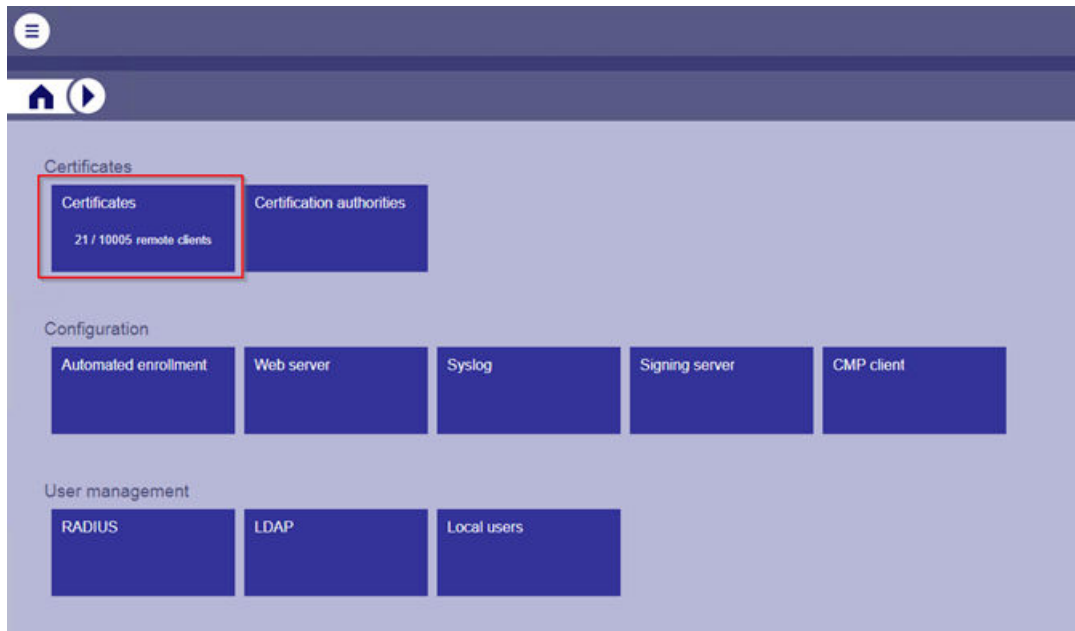 Certificates
Certificates
Certification authorities
21 / 10005 remote clients
Configuration
Automated enrollment
Web server
Syslog
Signing server
CMP client
User management
RADIUS
LDAP
Local users